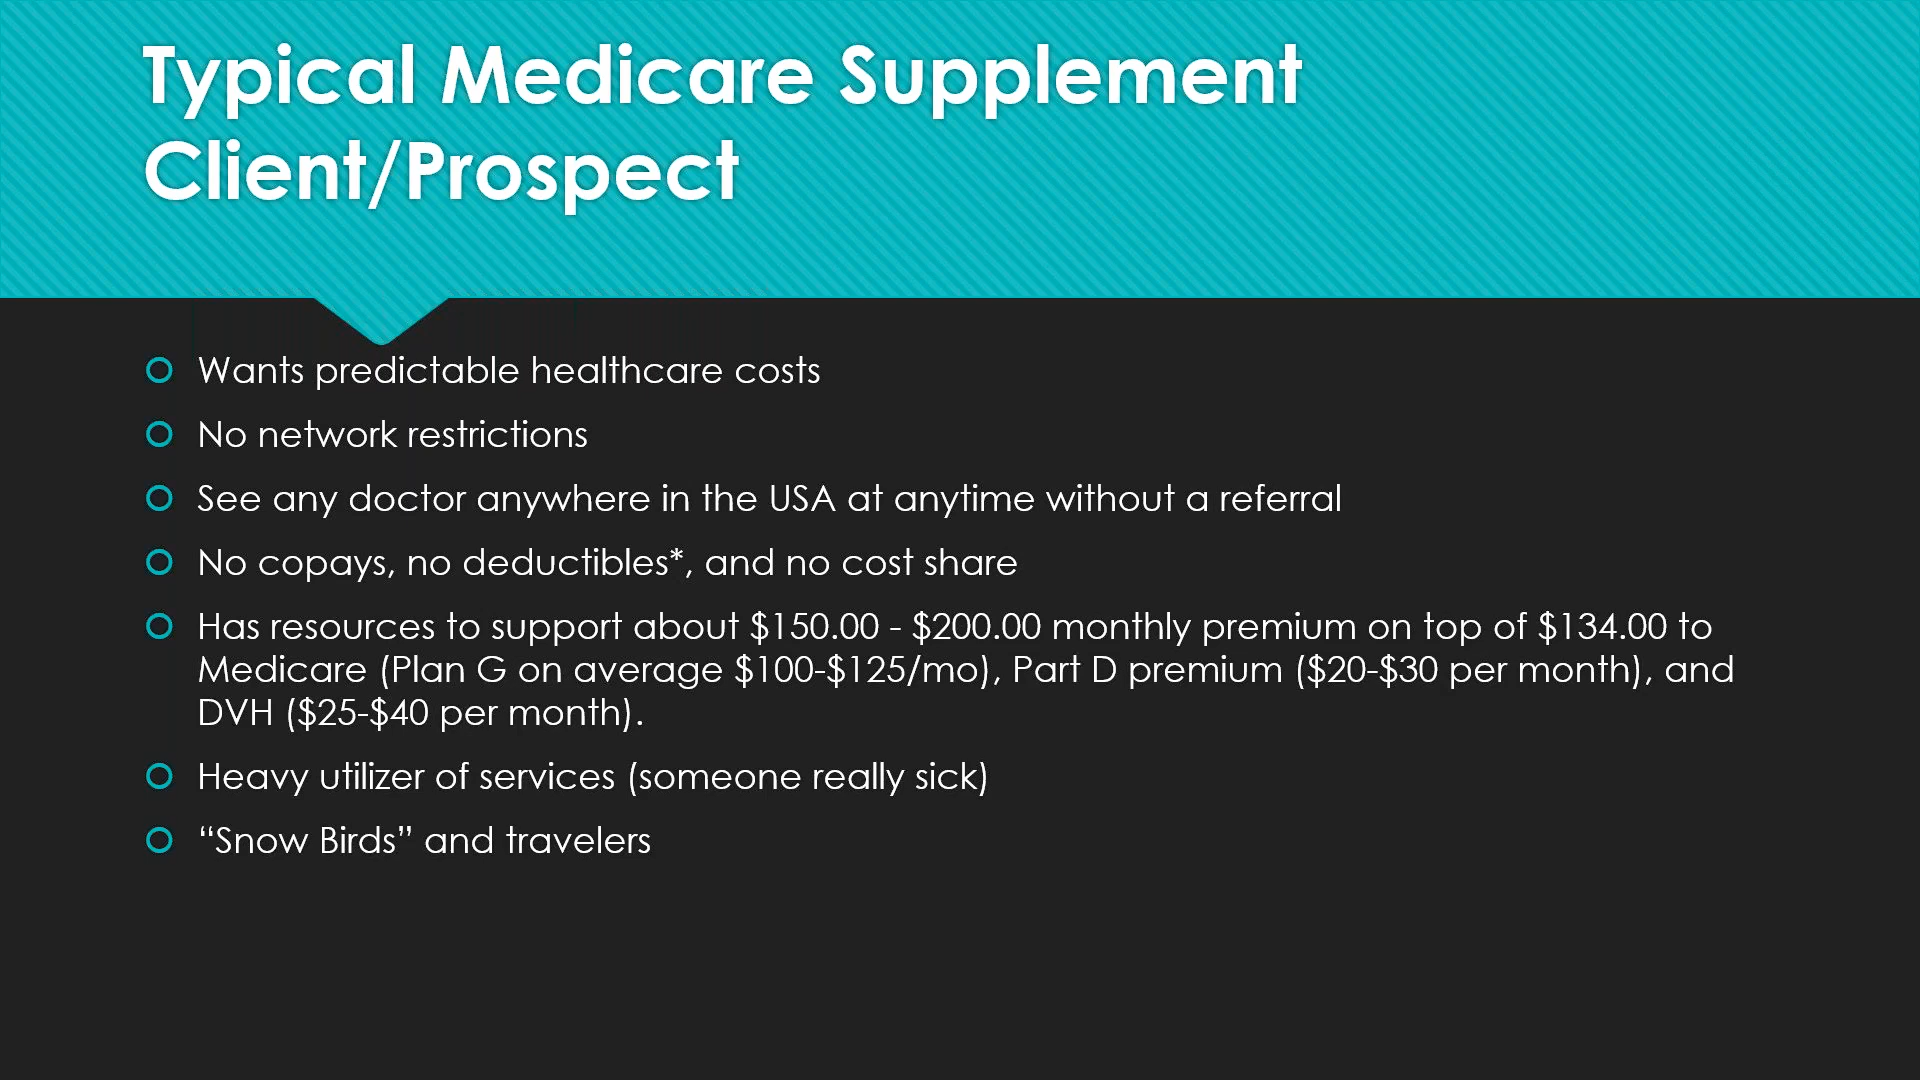 Typical Medicare Supplement
Client/Prospect
Wants predictable healthcare costs
No network restrictions
See any doctor anywhere in the USA at anytime without a referral
No copays, no deductibles*, and no cost share
Has resources to support about $150.00 - $200.00 monthly premium on top of $134.00 to
Medicare (Plan G on average $100-$125/mo), Part D premium ($20-$30 per month), and
DVH ($25-$40 per month).
Heavy utilizer of services (someone really sick)
“Snow Birds” and travelers